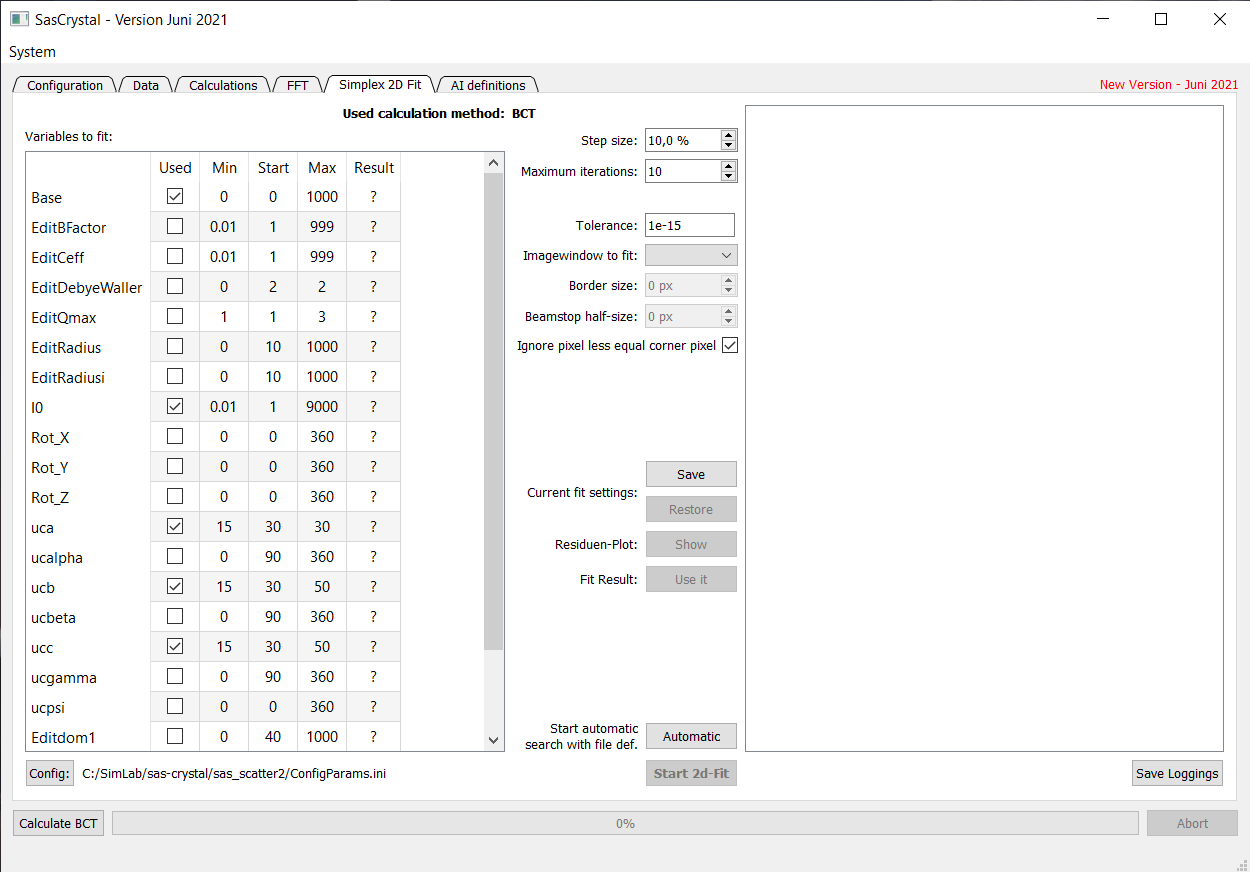 SasCrystal - Version Juni 2021
System
Configuration Data Calculations FFT Simplex 2D Fit AI definitions New Version - Juni 2021
Used calculation method: BCT
Variables to fit:
Used Min Start Max Result
Base 0 0 1000 ?
EditBFactor 0.01 1 999 ?
EditCeff 0.01 1 999 ?
EditDebyeWaller 0 2 2 ?
EditQmax 1 1 3 ?
EditRadius 0 10 1000 ?
EditRadiusi 0 10 1000 ?
I0 0.01 1 9000 ?
Rot_X 0 0 360 ?
Rot_Y 0 0 360 ?
Rot_Z 0 0 360 ?
uca 15 30 30 ?
ucalpha 0 90 360 ?
ucb 15 30 50 ?
ucbeta 0 90 360 ?
ucc 15 30 50 ?
ucgamma 0 90 360 ?
ucpsi 0 0 360 ?
Editdom1 0 40 1000 ?
Config: C:/SimLab/sas-crystal/sas_scatter2/ConfigParams.ini
Step size: 10,0 %
Maximum iterations: 10
Tolerance: 1e-15
Imagewindow to fit:
Border size: 0 px
Beamstop half-size: 0 px
Ignore pixel less equal corner pixel
Current fit settings: Save
Restore
Residuen-Plot: Show
Fit Result: Use it
Start automatic
search with file def. Automatic
Start 2d-Fit
Save Loggings
Calculate BCT 0% Abort